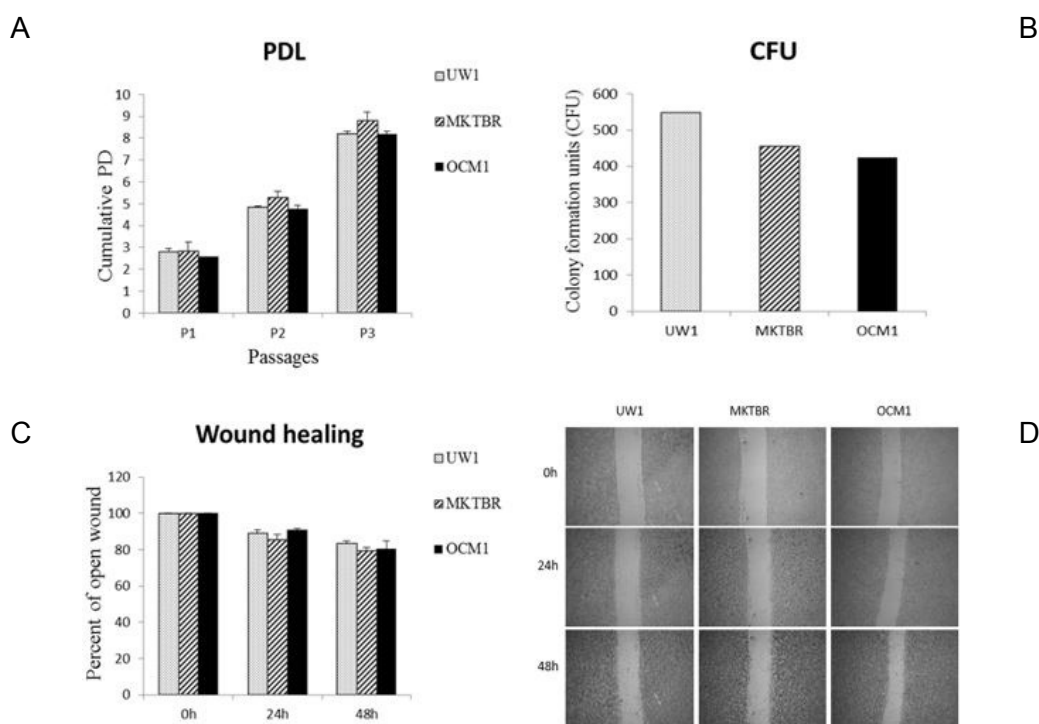 A
PDL
UW1
MKTBR
OCM1
10
9
8
7
6
5
4
3
2
1
0
Cumulative PD
P1 P2 P3
Passages
B
CFU
600
500
400
300
200
100
0
Colony formation units (CFU)
UW1 MKTBR OCM1
C
Wound healing
UW1
MKTBR
OCM1
120
100
80
60
40
20
0
Percent of open wound
0h 24h 48h
D
UW1 MKTBR OCM1
0h
24h
48h